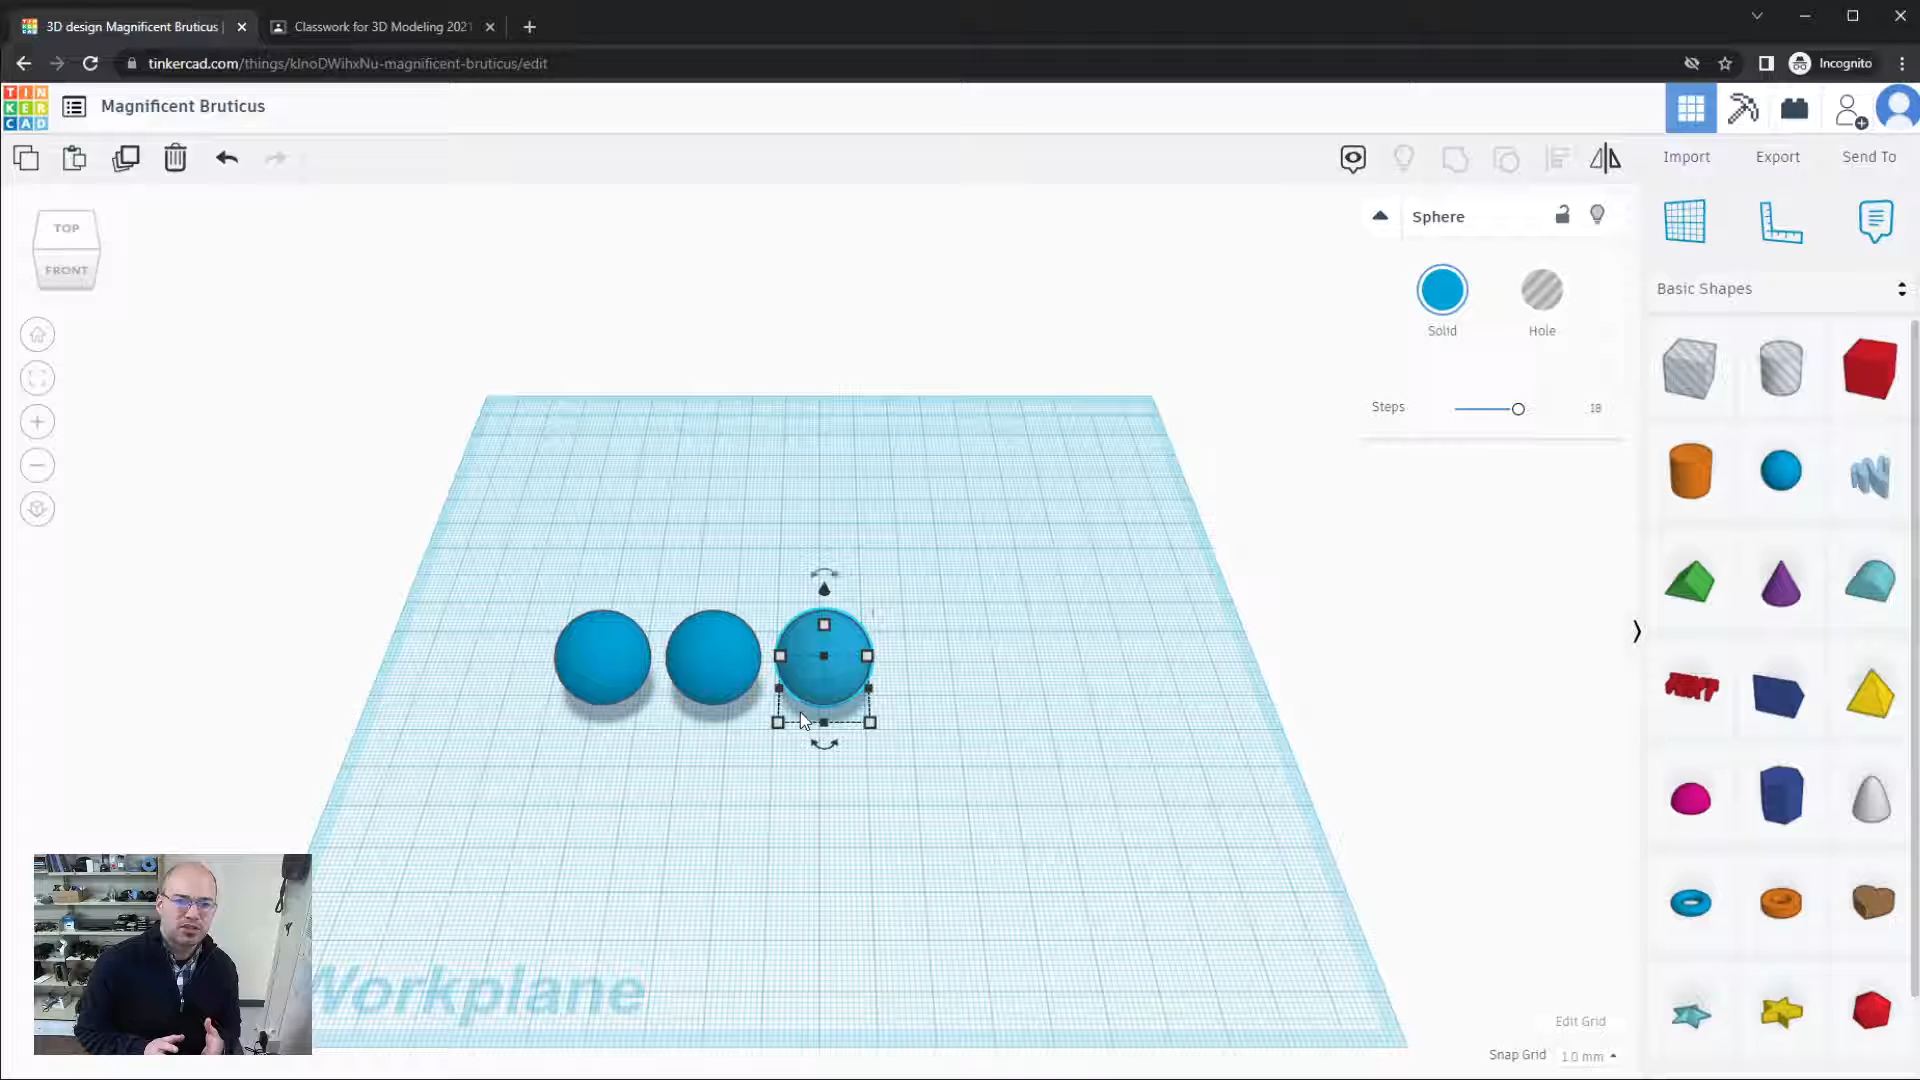 3D design Magnificent Bruticus |
Classwork for 3D Modeling 2021
tinkercad.com/things/klnoDWihxNu-magnificent-bruticus/edit
Incognito
TIN
KER
CAD
Magnificent Bruticus
Import
Export
Send To
TOP
FRONT
Sphere
Solid
Hole
Steps
18
Basic Shapes
Workplane
Edit Grid
Snap Grid
1.0 mm